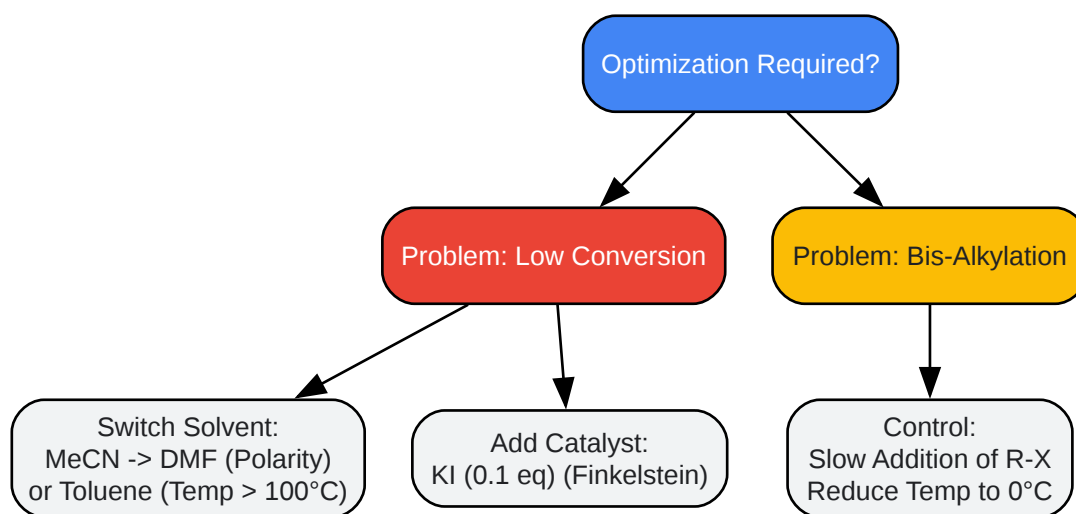 Optimization Required?
Problem: Low Conversion
Problem: Bis-Alkylation
Switch Solvent:
MeCN -> DMF (Polarity)
or Toluene (Temp > 100°C)
Add Catalyst:
KI (0.1 eq) (Finkelstein)
Control:
Slow Addition of R-X
Reduce Temp to 0°C